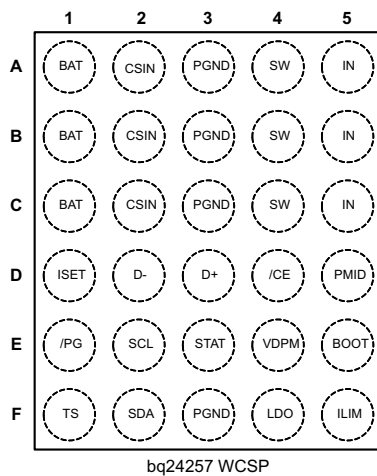 1 2 3 4 5
A BAT CSIN PGND SW IN
B BAT CSIN PGND SW IN
C BAT CSIN PGND SW IN
D ISET D- D+ /CE PMID
E /PG SCL STAT VDPM BOOT
F TS SDA PGND LDO ILIM
bq24257 WCSP